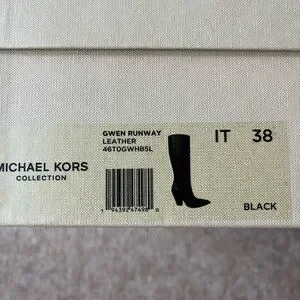 GWEN RUNWAY
LEATHER
46T0GWHB5L
IT 38
MICHAEL KORS
COLLECTION
BLACK